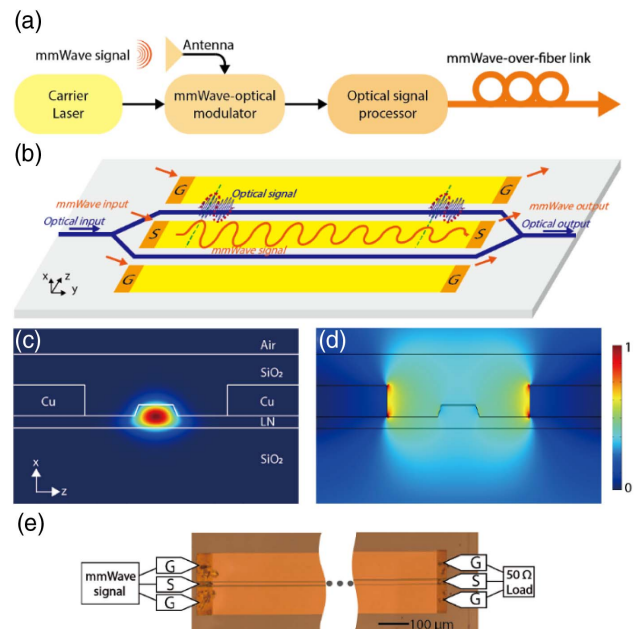 (a)
mmWave signal
Antenna
mmWave-over-fiber link
Carrier
Laser
mmWave-optical
modulator
Optical signal
processor
(b)
G
Optical signal
mmWave input
mmWave output
Optical input
S
S
Optical output
mmWave signal
G
G
x z
y
(c)
(d)
Air
SiO₂
Cu
Cu
LN
SiO₂
x
z
1
0
(e)
mmWave
signal
G
S
G
G
S
G
50 Ω
Load
100 μm